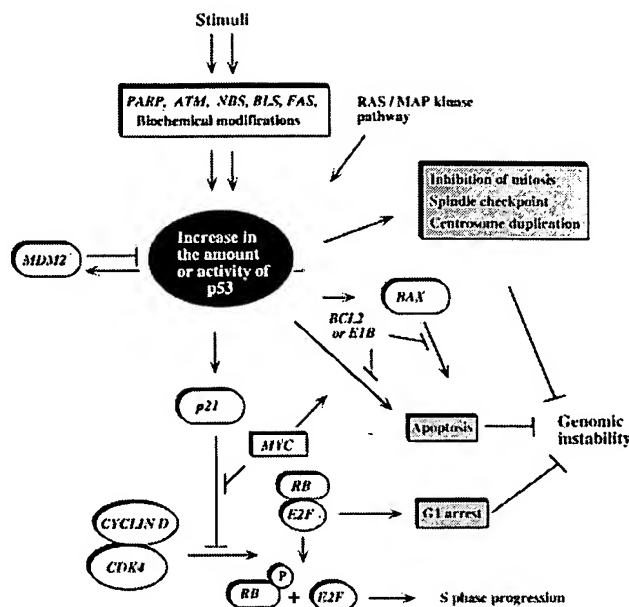 Stimuli
PARP, ATM, NBS, BLS, FAS,
Biochemical modifications
RAS / MAP kinase
pathway
Inhibition of mitosis
Spindle checkpoint
Centrosome duplication
Increase in
the amount
or activity of
p53
MDM2
BAX
BCL2
or E1B
p21
MYC
Apoptosis
Genomic
instability
RB
E2F
G1 arrest
CYCLIN D
CDK4
P
RB + E2F
S phase progression